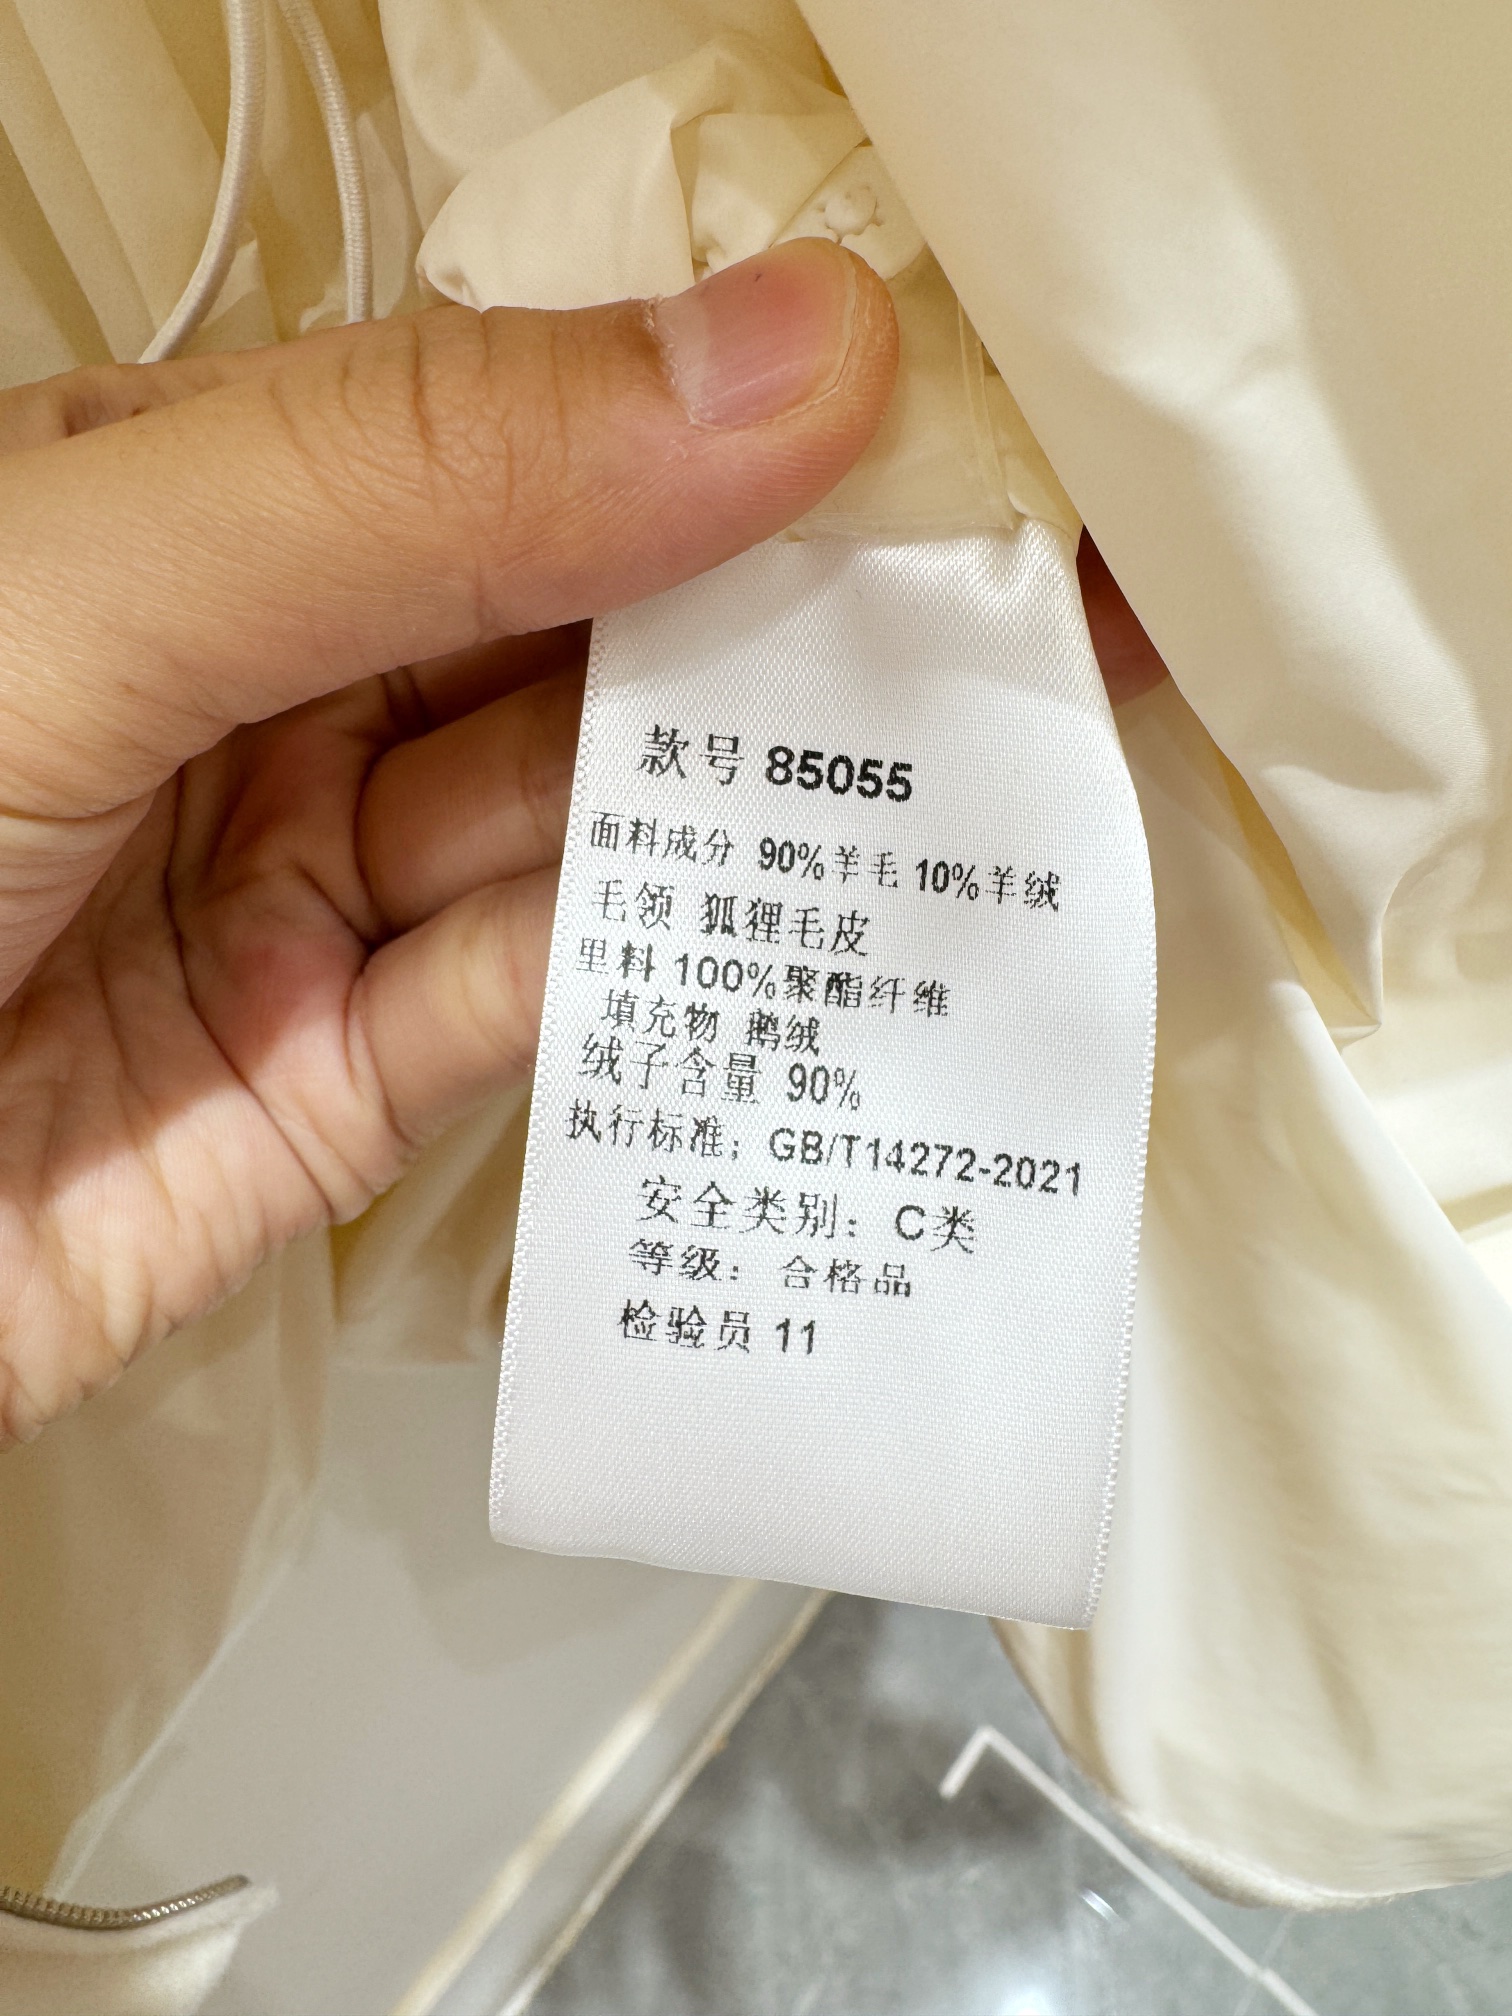 款号 85055
面料成分 90%羊毛 10%羊绒
毛领 狐狸毛皮
里料 100%聚酯纤维
填充物 鹅绒
绒子含量 90%
执行标准; GB/T14272-2021
安全类别: C类
等级: 合格品
检验员 11